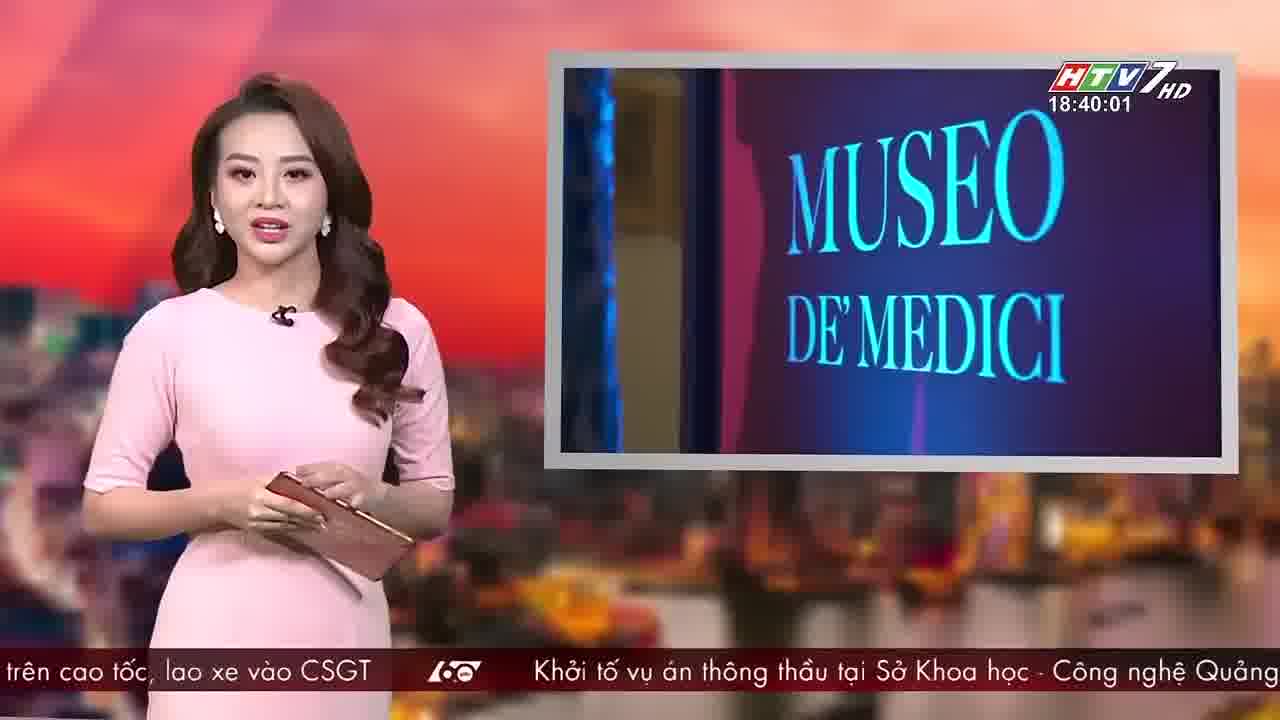 HTV7 HD
18:40:01
MUSEO
DE' MEDICI
trên cao tốc, lao xe vào CSGT
60
Khởi tố vụ án thông thầu tại Sở Khoa học - Công nghệ Quảng